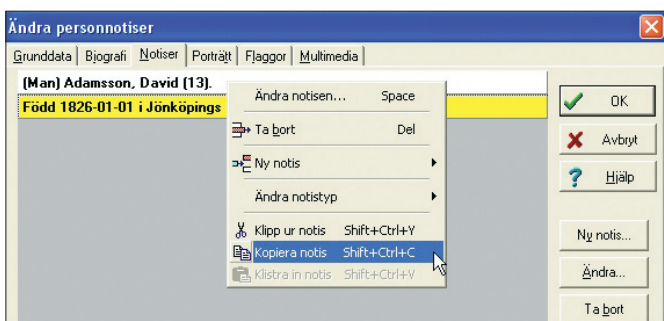 Ändra personnotiser
Grunddata Biografi Notiser Porträtt Flaggor Multimedia
(Man) Adamsson, David (13).
Född 1826-01-01 i Jönköpings
Ändra notisen... Space
Ta bort Del
Ny notis
Ändra notistyp
Klipp ur notis Shift+Ctrl+Y
Kopiera notis Shift+Ctrl+C
Klistra in notis Shift+Ctrl+V
OK
Avbryt
Hjälp
Ny notis...
Ändra...
Ta bort